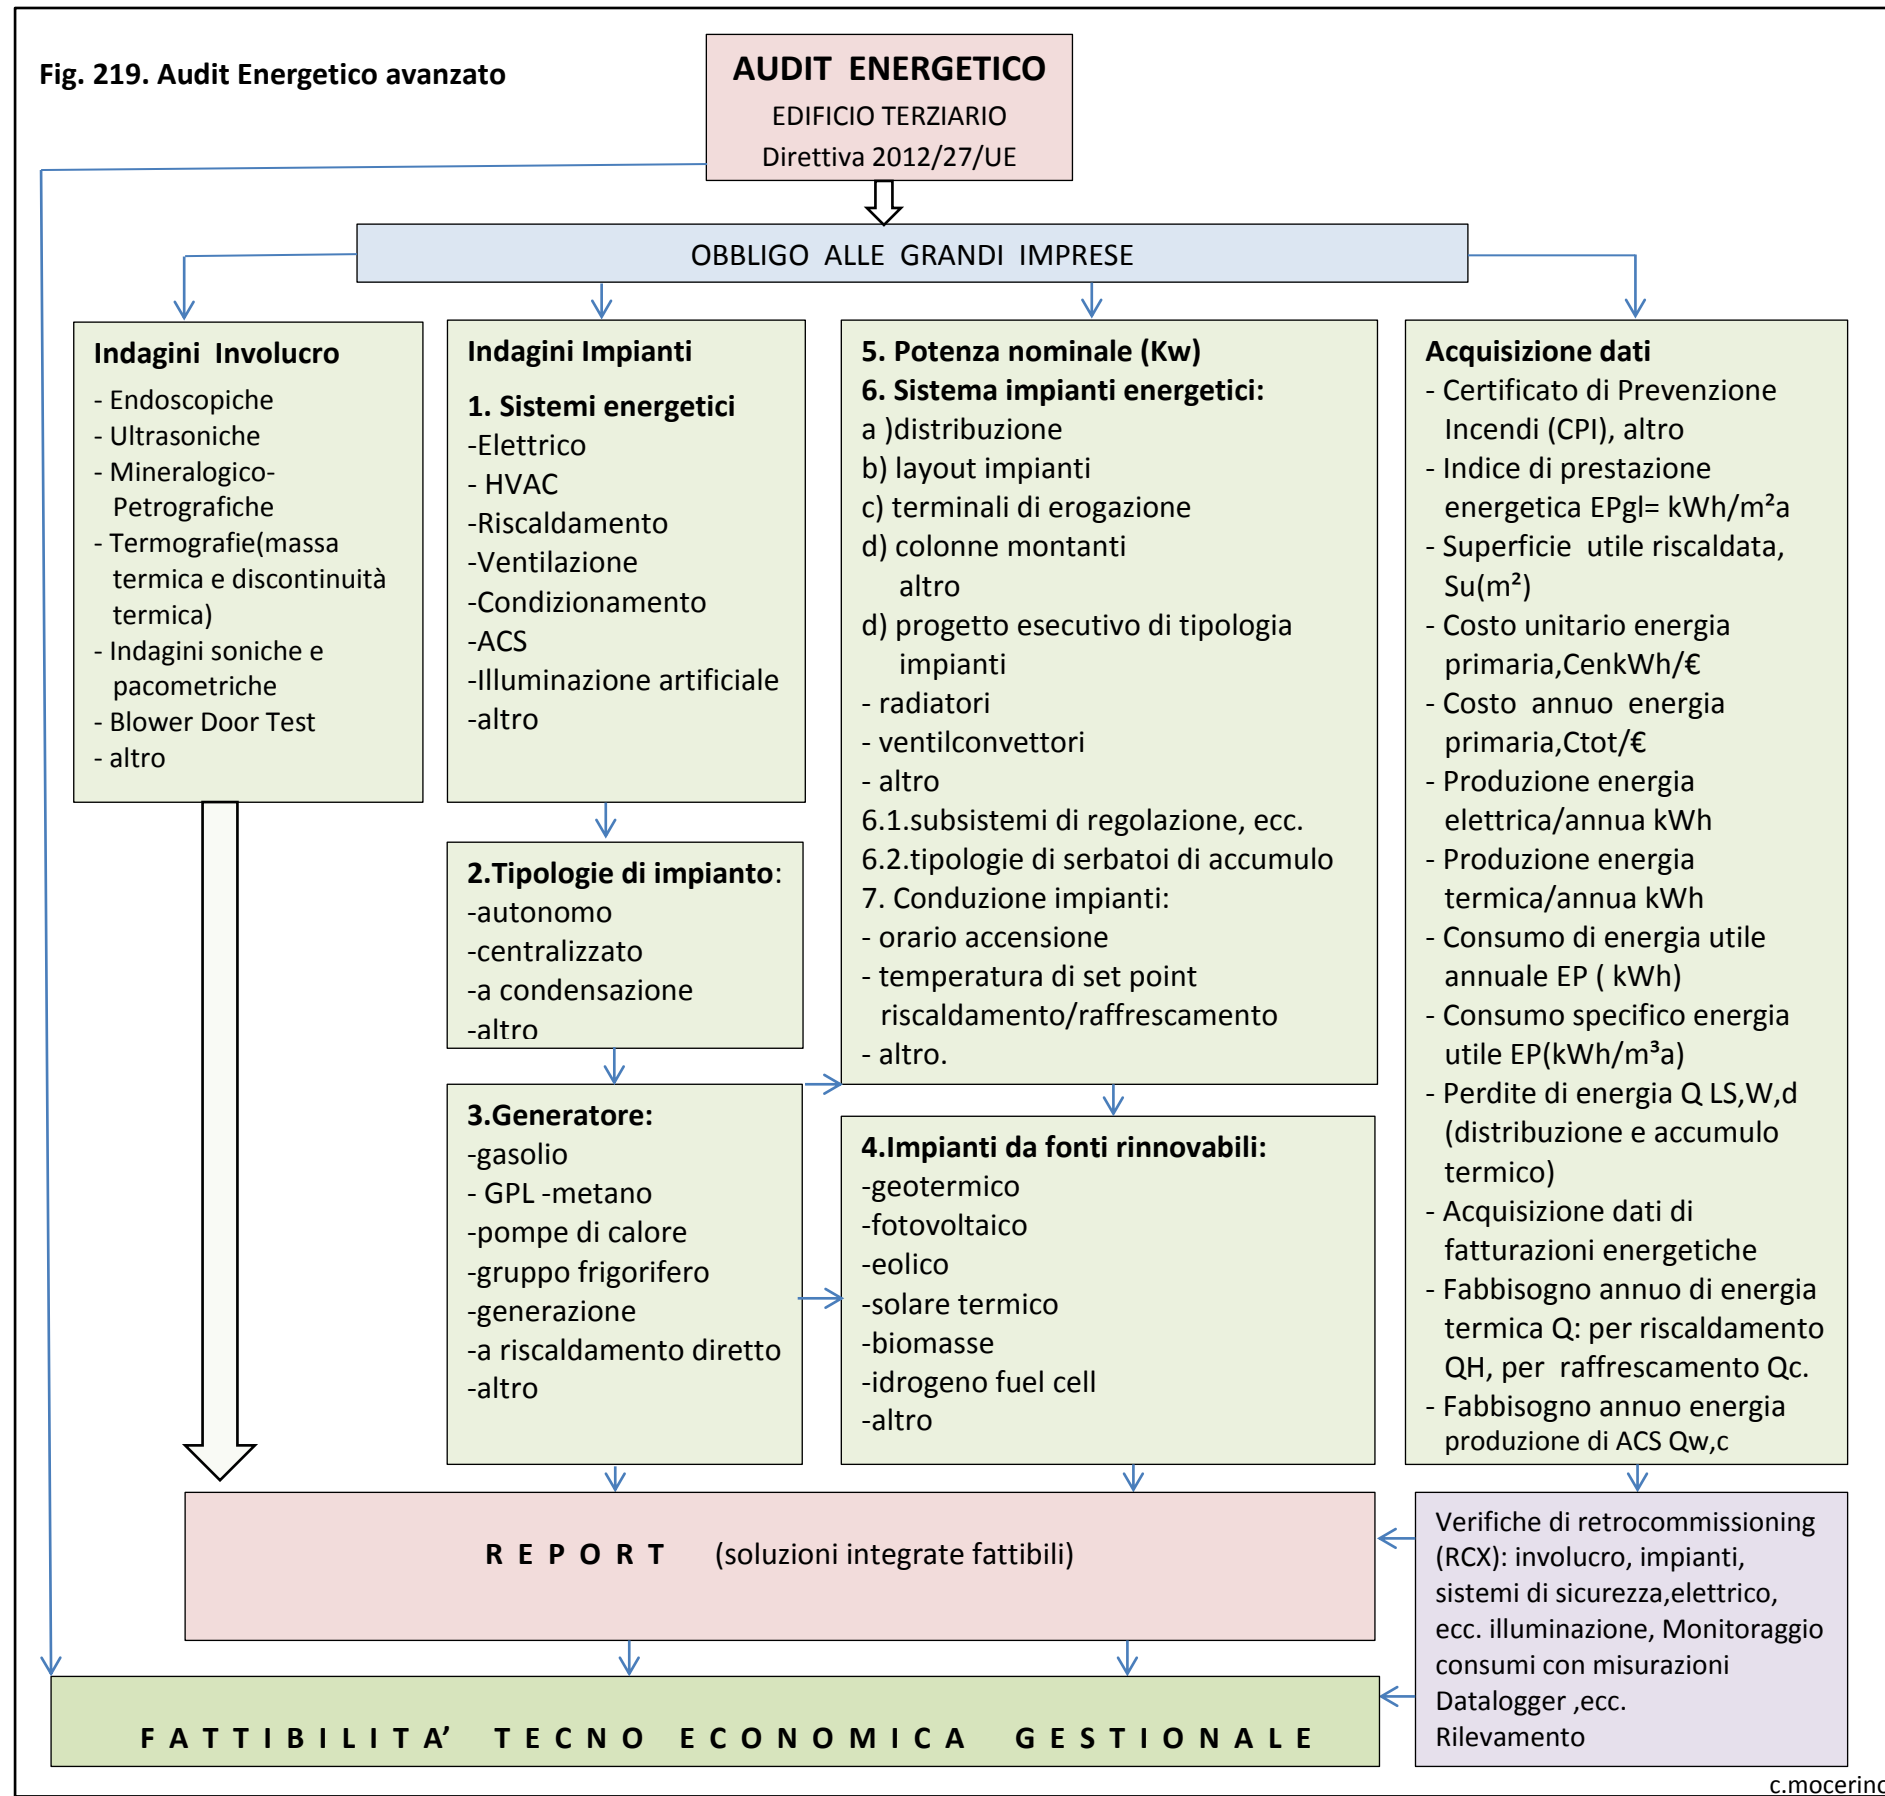 Fig. 219. Audit Energetico avanzato
AUDIT ENERGETICO
EDIFICIO TERZIARIO
Direttiva 2012/27/UE
OBBLIGO ALLE GRANDI IMPRESE
Indagini Involucro
- Endoscopiche
- Ultrasoniche
- Mineralogico-
Petrografiche
- Termografie(massa
termica e discontinuità
termica)
- Indagini soniche e
pacometriche
- Blower Door Test
- altro
Indagini Impianti
1. Sistemi energetici
-Elettrico
- HVAC
-Riscaldamento
-Ventilazione
-Condizionamento
-ACS
-Illuminazione artificiale
-altro
2.Tipologie di impianto:
-autonomo
-centralizzato
-a condensazione
-altro
3.Generatore:
-gasolio
- GPL -metano
-pompe di calore
-gruppo frigorifero
-generazione
-a riscaldamento diretto
-altro
5. Potenza nominale (Kw)
6. Sistema impianti energetici:
a )distribuzione
b) layout impianti
c) terminali di erogazione
d) colonne montanti
altro
d) progetto esecutivo di tipologia
impianti
- radiatori
- ventilconvettori
- altro
6.1.subsistemi di regolazione, ecc.
6.2.tipologie di serbatoi di accumulo
7. Conduzione impianti:
- orario accensione
- temperatura di set point
riscaldamento/raffrescamento
- altro.
4.Impianti da fonti rinnovabili:
-geotermico
-fotovoltaico
-eolico
-solare termico
-biomasse
-idrogeno fuel cell
-altro
Acquisizione dati
- Certificato di Prevenzione
Incendi (CPI), altro
- Indice di prestazione
energetica EPgl= kWh/m²a
- Superficie utile riscaldata,
Su(m²)
- Costo unitario energia
primaria,CenkWh/€
- Costo annuo energia
primaria,Ctot/€
- Produzione energia
elettrica/annua kWh
- Produzione energia
termica/annua kWh
- Consumo di energia utile
annuale EP ( kWh)
- Consumo specifico energia
utile EP(kWh/m³a)
- Perdite di energia Q LS,W,d
(distribuzione e accumulo
termico)
- Acquisizione dati di
fatturazioni energetiche
- Fabbisogno annuo di energia
termica Q: per riscaldamento
QH, per raffrescamento Qc.
- Fabbisogno annuo energia
produzione di ACS Qw,c
R E P O R T (soluzioni integrate fattibili)
Verifiche di retrocommissioning
(RCX): involucro, impianti,
sistemi di sicurezza,elettrico,
ecc. illuminazione, Monitoraggio
consumi con misurazioni
Datalogger ,ecc.
Rilevamento
F A T T I B I L I T A' T E C N O E C O N O M I C A G E S T I O N A L E
c.mocerino